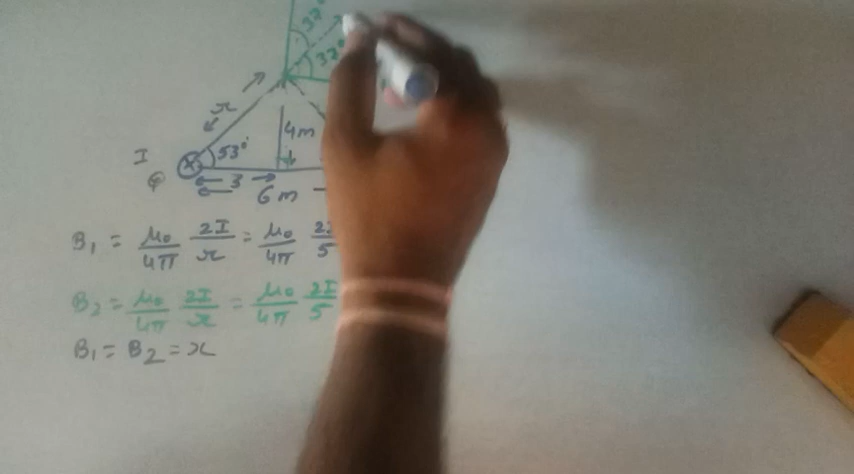 37°
37°
r
4m
I
53°
3
6m
B₁ = μ₀/4π 2I/r = μ₀/4π 2I/5
B₂ = μ₀/4π 2I/r = μ₀/4π 2I/5
B₁ = B₂ = x